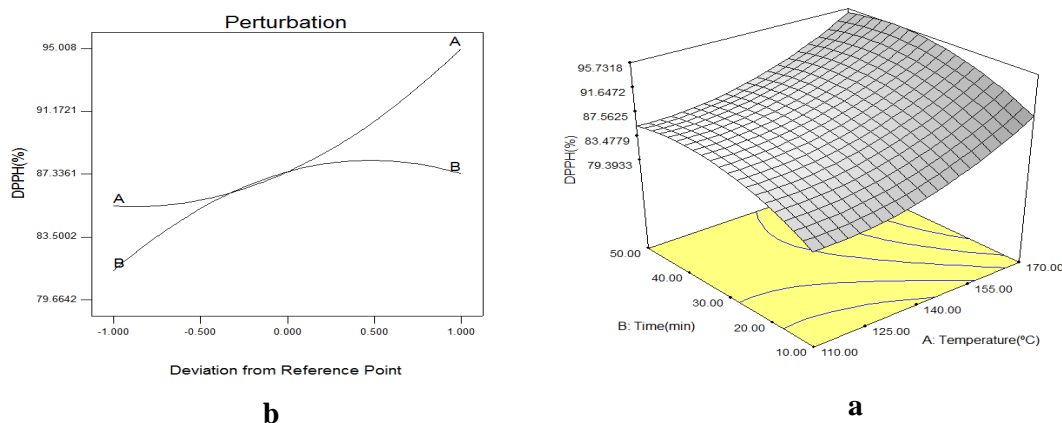 Perturbation
95.008
91.1721
87.3361
83.5002
79.6642
DPPH(%)
A
B
A
B
-1.000
-0.500
0.000
0.500
1.000
Deviation from Reference Point
b
95.7318
91.6472
87.5625
83.4779
79.3933
DPPH(%)
50.00
40.00
30.00
20.00
10.00
B: Time(min)
110.00
125.00
140.00
155.00
170.00
A: Temperature(ºC)
a